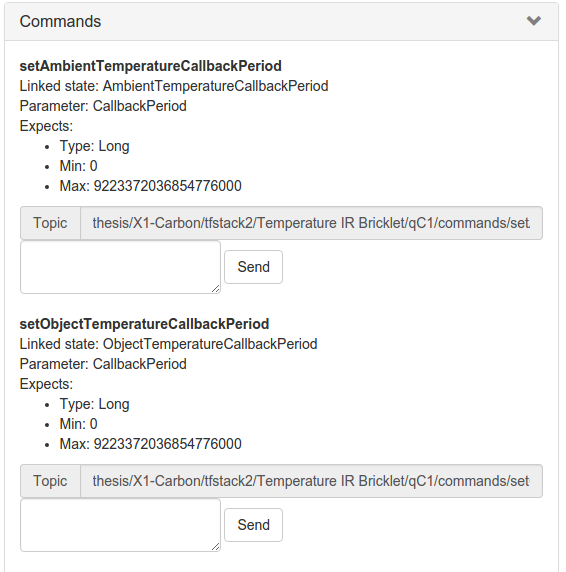 Commands
setAmbientTemperatureCallbackPeriod
Linked state: AmbientTemperatureCallbackPeriod
Parameter: CallbackPeriod
Expects:
Type: Long
Min: 0
Max: 9223372036854776000
Topic thesis/X1-Carbon/tfstack2/Temperature IR Bricklet/qC1/commands/set
Send
setObjectTemperatureCallbackPeriod
Linked state: ObjectTemperatureCallbackPeriod
Parameter: CallbackPeriod
Expects:
Type: Long
Min: 0
Max: 9223372036854776000
Topic thesis/X1-Carbon/tfstack2/Temperature IR Bricklet/qC1/commands/set
Send